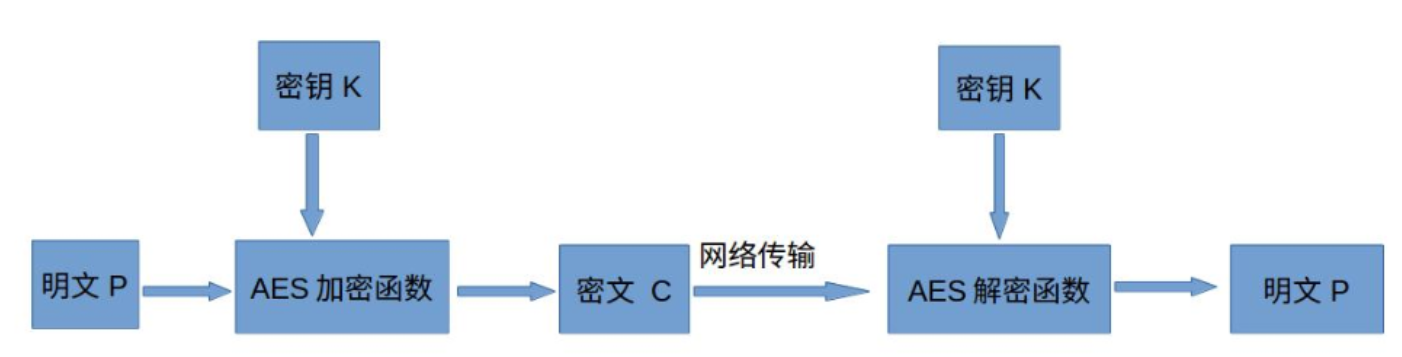 密钥 K
密钥 K
网络传输
明文 P
AES 加密函数
密文 C
AES 解密函数
明文 P